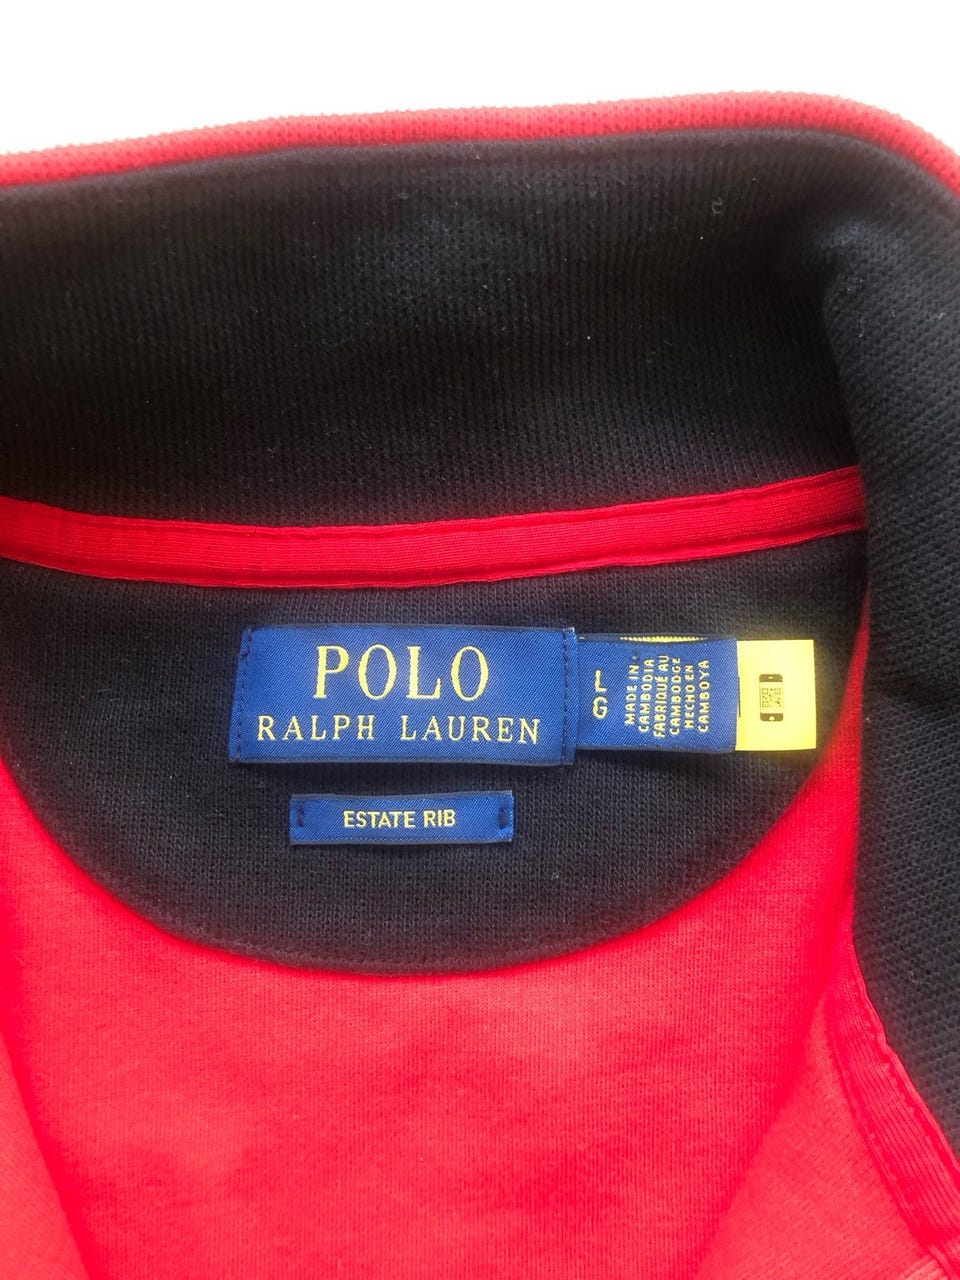 POLO
RALPH LAUREN
L
G
MADE IN
CAMBODIA
FABRIQUÉ AU
CAMBODGE
HECHO EN
CAMBOYA
ESTATE RIB